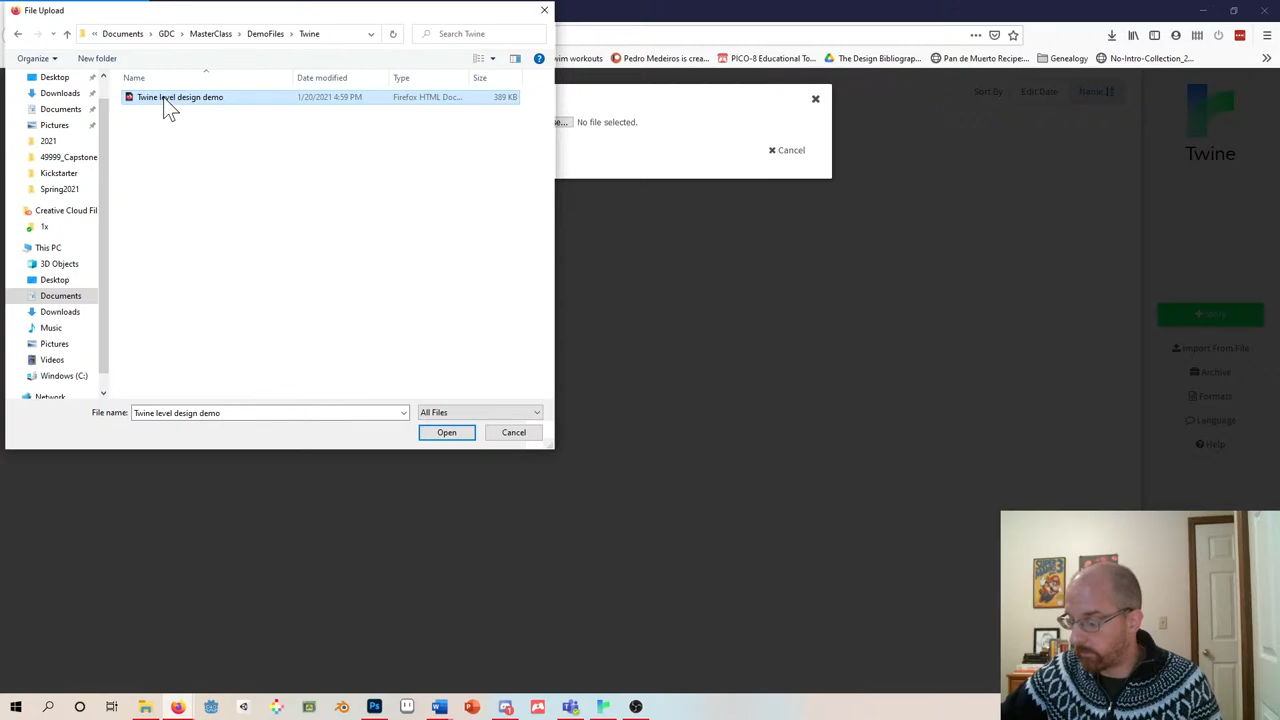 File Upload
Documents > GDC > MasterClass > DemoFiles > Twine
Search Twine
Organize
New folder
Name
Date modified
Type
Size
Twine level design demo
1/20/2021 4:59 PM
Firefox HTML Doc...
389 KB
Desktop
Downloads
Documents
Pictures
2021
49999_Capstone
Kickstarter
Spring2021
Creative Cloud Fil
1x
This PC
3D Objects
Desktop
Documents
Downloads
Music
Pictures
Videos
Windows (C:)
Network
File name:
Twine level design demo
All Files
Open
Cancel
wim workouts
Pedro Medeiros is crea...
PICO-8 Educational To...
The Design Bibliograp...
Pan de Muerto Recipe:...
Genealogy
No-Intro-Collection_2...
No file selected.
Cancel
Sort By
Edit Date
Name
Twine
+ Story
Import From File
Archive
Formats
Language
Help